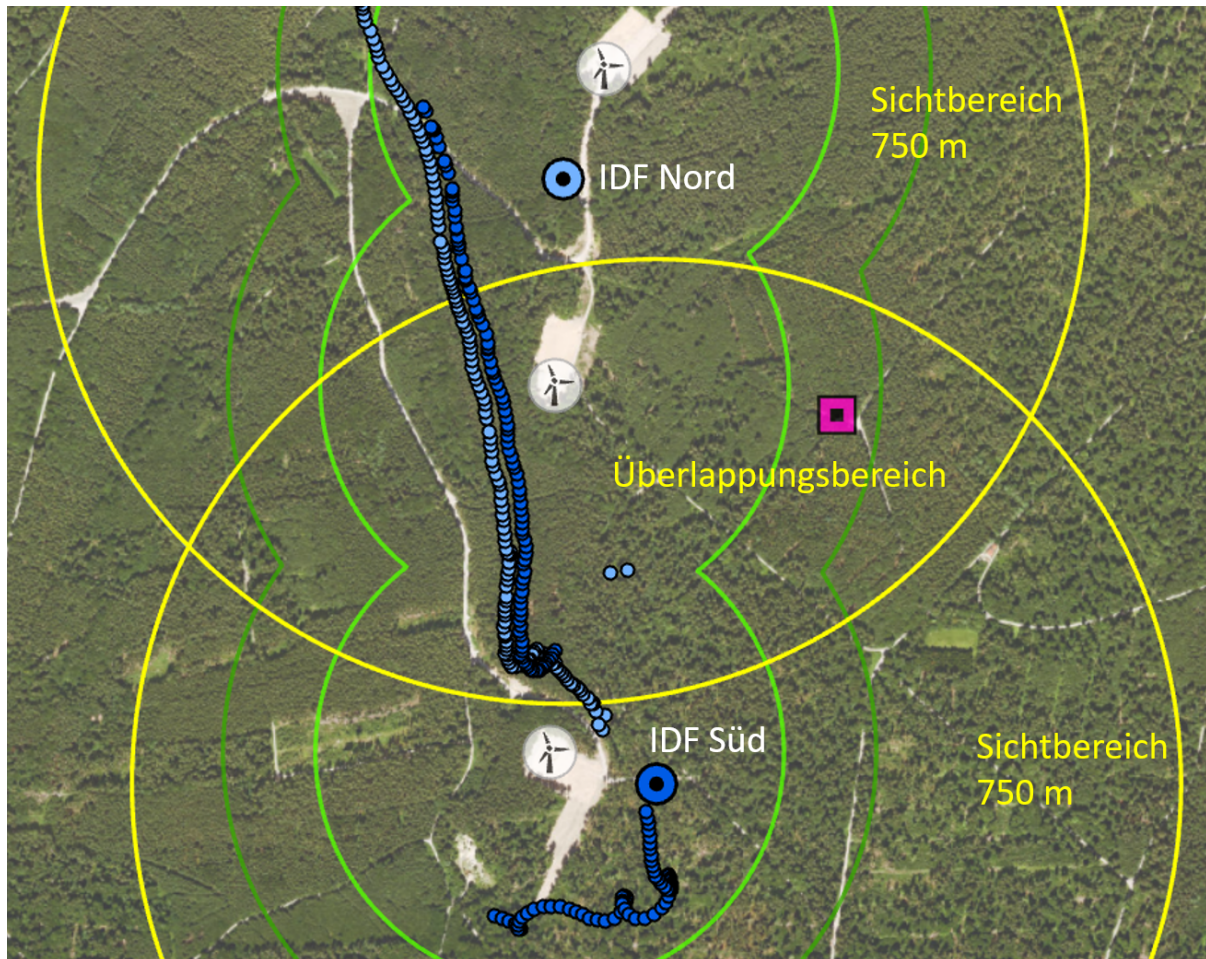 Sichtbereich
750 m
IDF Nord
Überlappungsbereich
IDF Süd
Sichtbereich
750 m